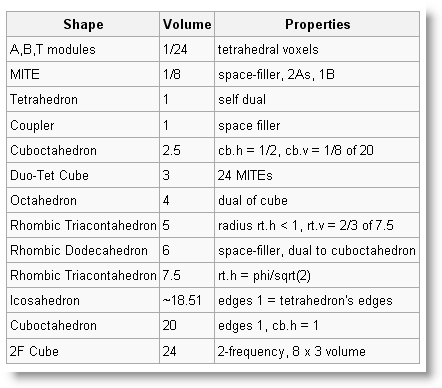 Shape Volume Properties
A,B,T modules 1/24 tetrahedral voxels
MITE 1/8 space-filler, 2As, 1B
Tetrahedron 1 self dual
Coupler 1 space filler
Cuboctahedron 2.5 cb.h = 1/2, cb.v = 1/8 of 20
Duo-Tet Cube 3 24 MITEs
Octahedron 4 dual of cube
Rhombic Triacontahedron 5 radius rt.h < 1, rt.v = 2/3 of 7.5
Rhombic Dodecahedron 6 space-filler, dual to cuboctahedron
Rhombic Triacontahedron 7.5 rt.h = phi/sqrt(2)
Icosahedron ~18.51 edges 1 = tetrahedron's edges
Cuboctahedron 20 edges 1, cb.h = 1
2F Cube 24 2-frequency, 8 x 3 volume